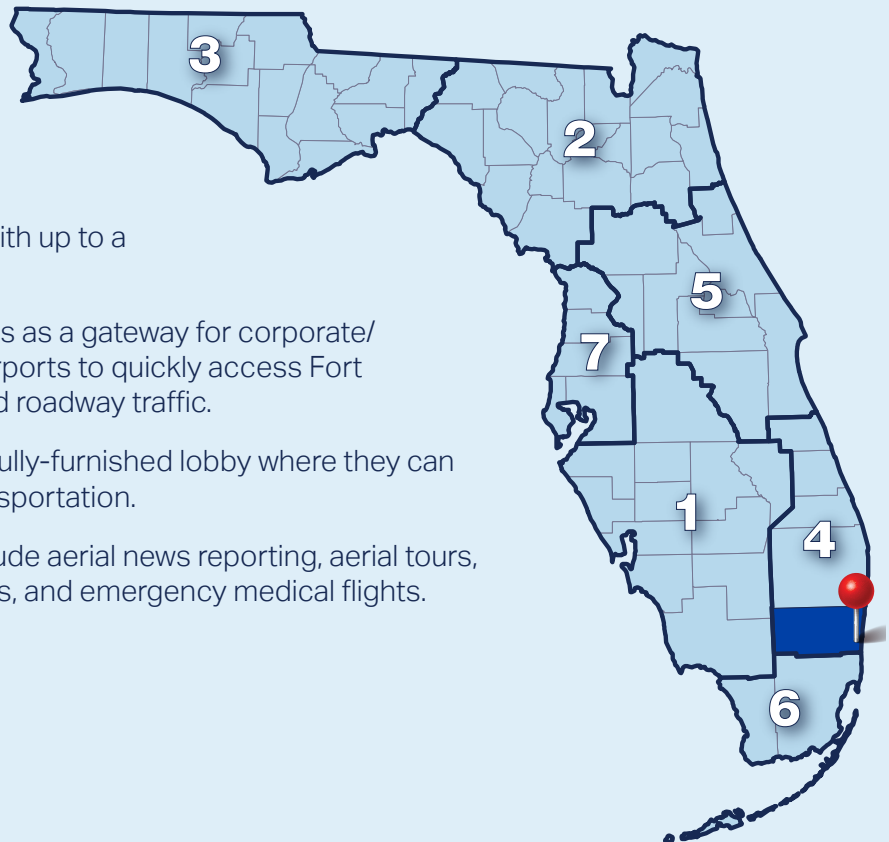 3
2
ith up to a
5
s as a gateway for corporate/
rports to quickly access Fort
7
d roadway traffic.
fully-furnished lobby where they can
sportation.
1
4
ude aerial news reporting, aerial tours,
s, and emergency medical flights.
6